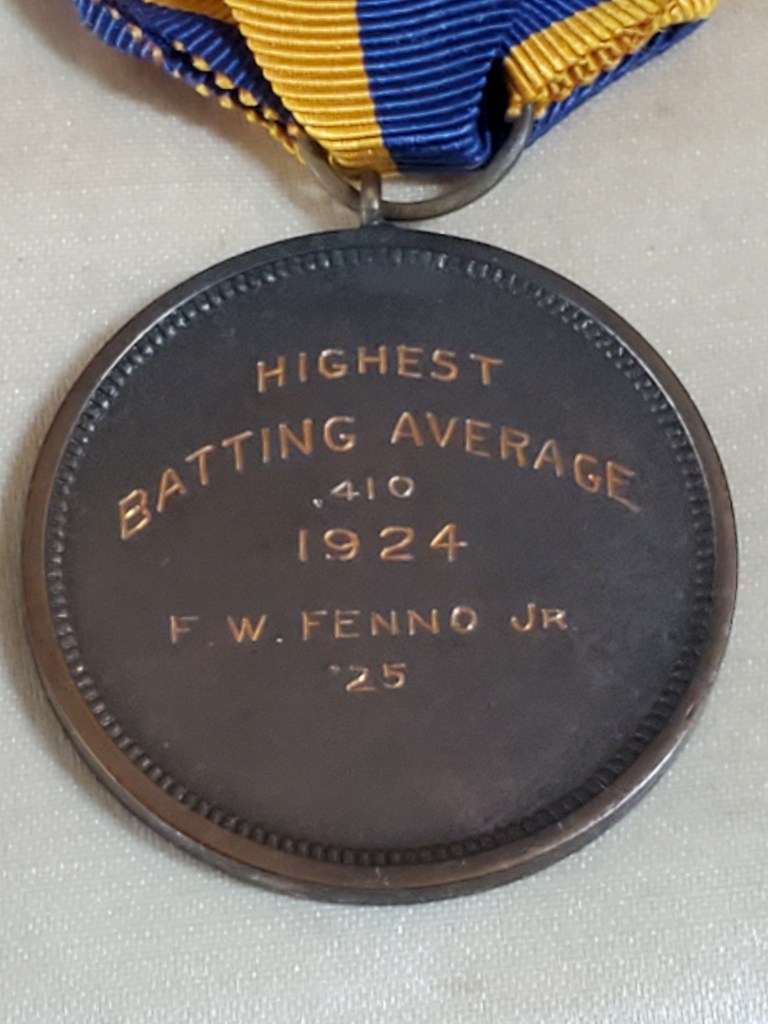 HIGHEST
BATTING AVERAGE
.410
1924
F. W. FENNO JR
'25